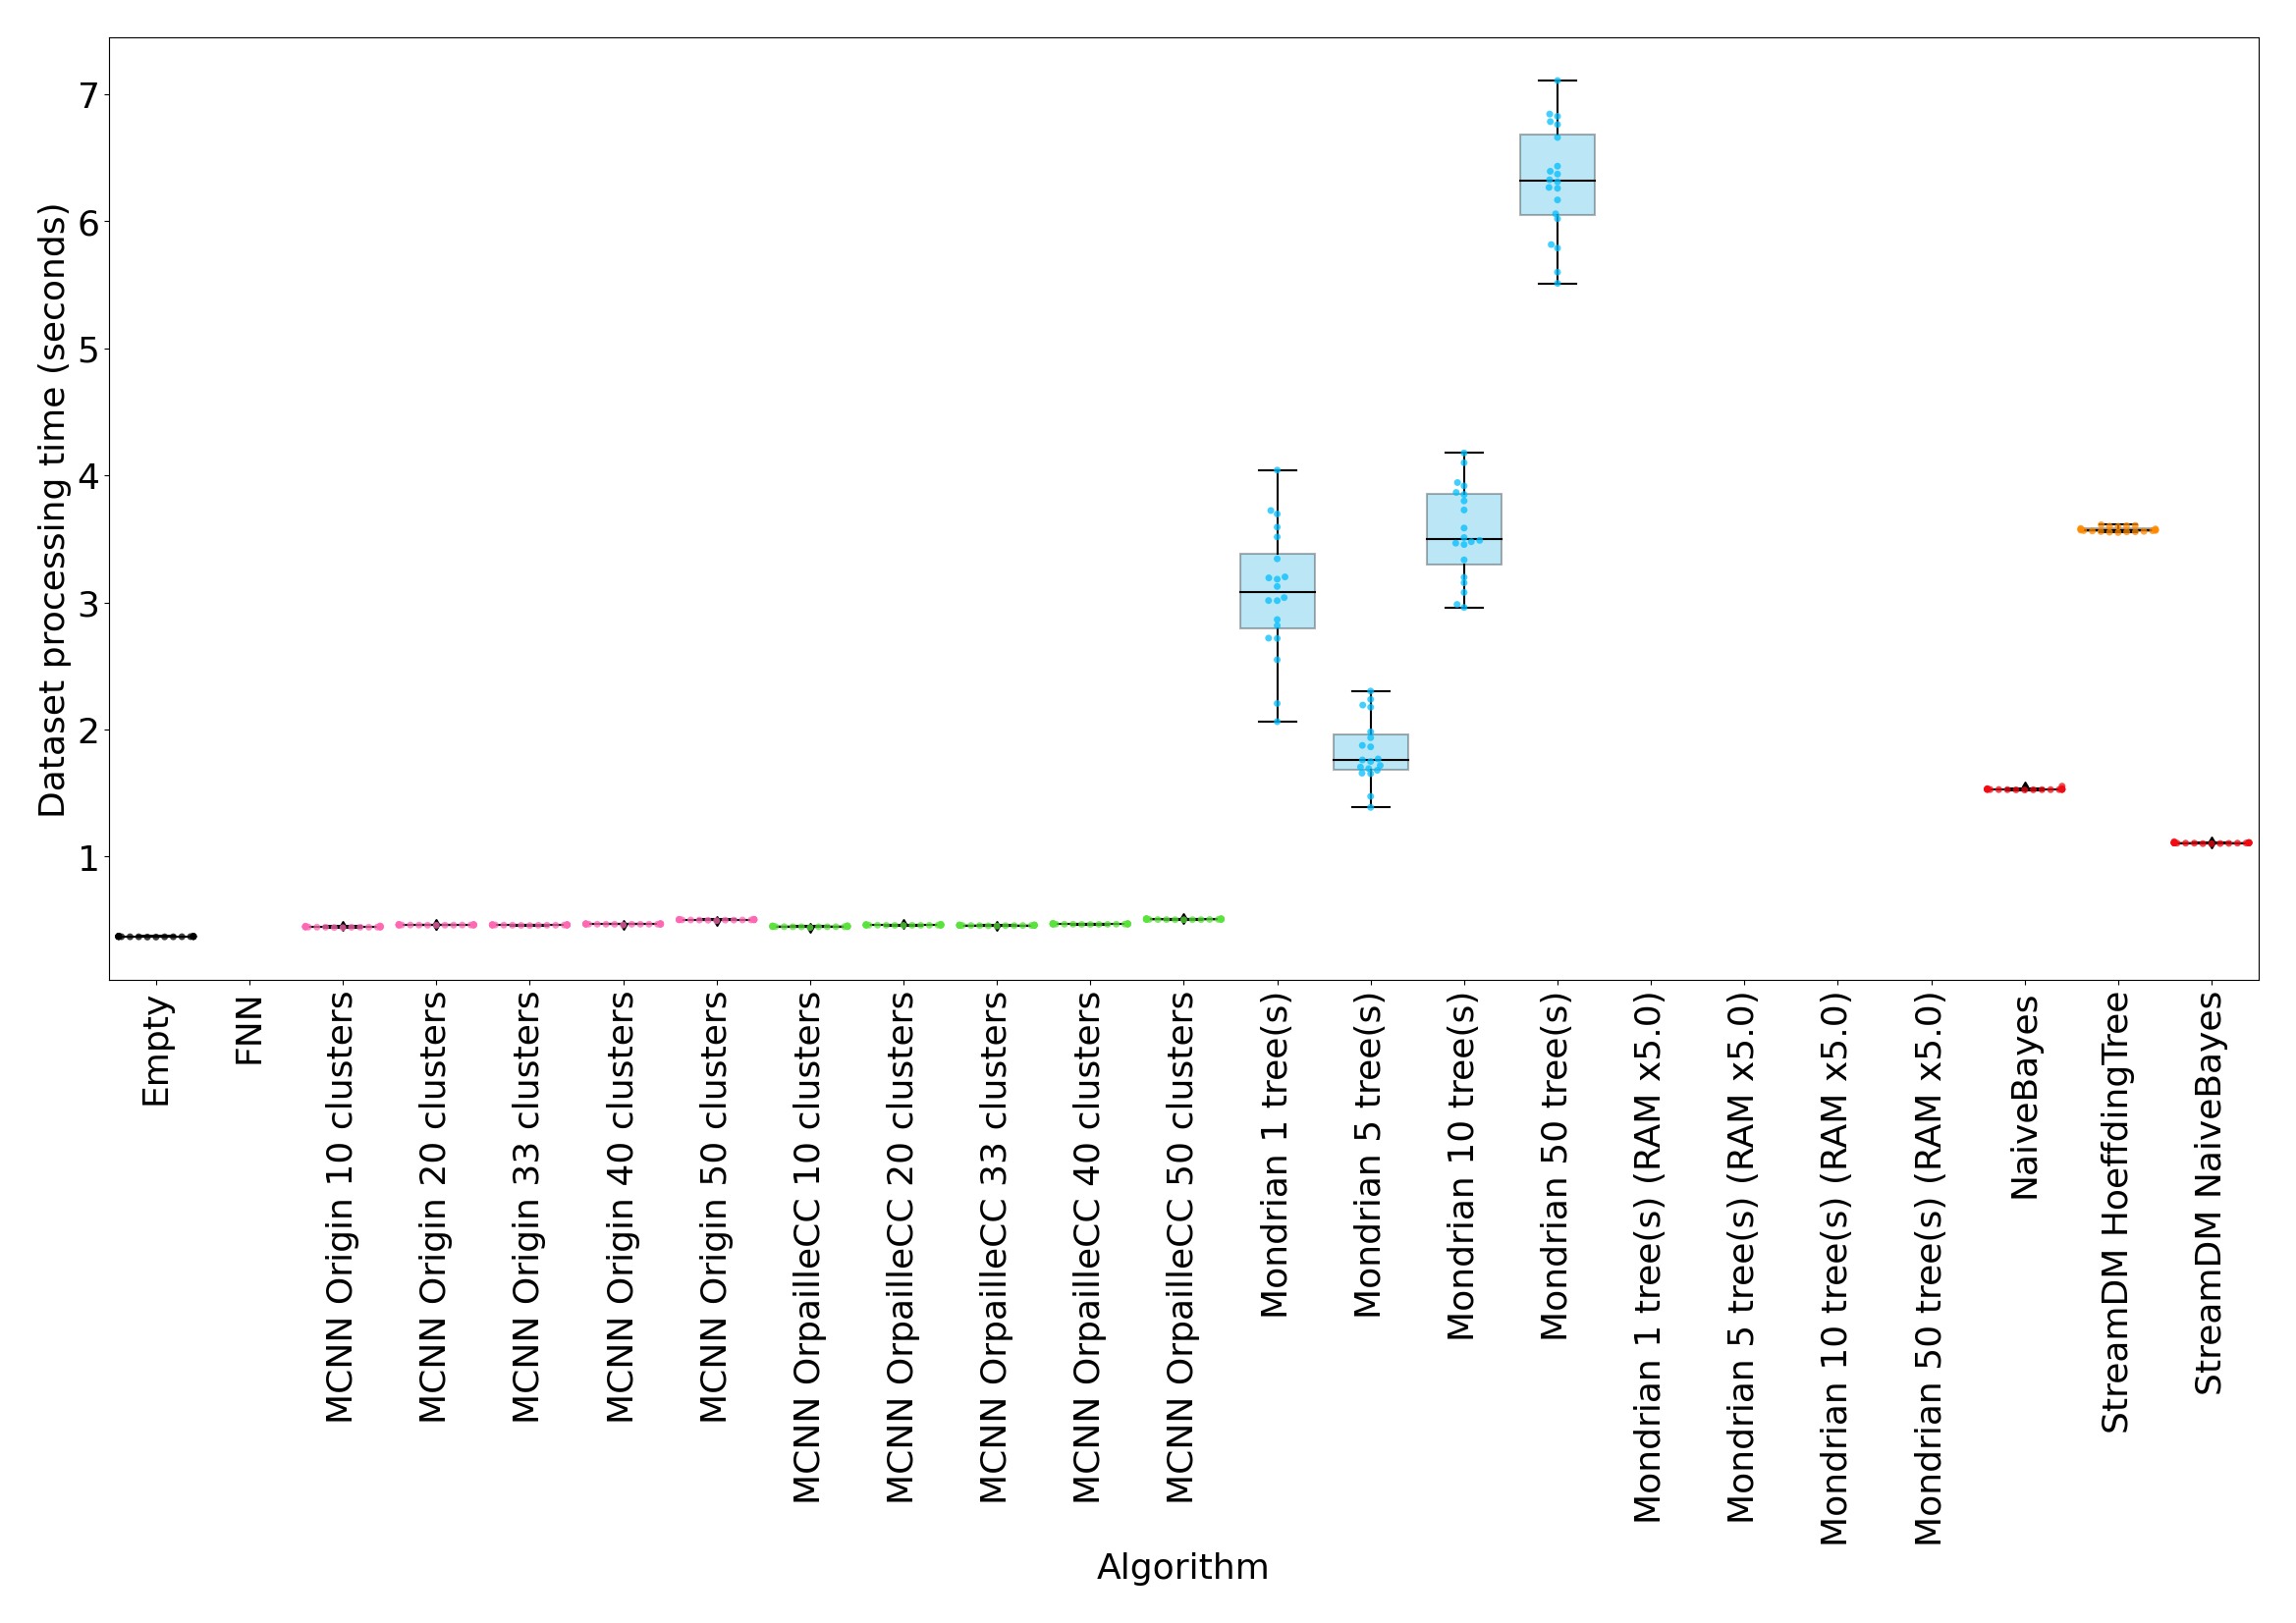 Dataset processing time (seconds)
7
6
5
4
3
2
1
Empty
FNN
MCNN Origin 10 clusters
MCNN Origin 20 clusters
MCNN Origin 33 clusters
MCNN Origin 40 clusters
MCNN Origin 50 clusters
MCNN OrpailleCC 10 clusters
MCNN OrpailleCC 20 clusters
MCNN OrpailleCC 33 clusters
MCNN OrpailleCC 40 clusters
MCNN OrpailleCC 50 clusters
Mondrian 1 tree(s)
Mondrian 5 tree(s)
Mondrian 10 tree(s)
Mondrian 50 tree(s)
Mondrian 1 tree(s) (RAM x5.0)
Mondrian 5 tree(s) (RAM x5.0)
Mondrian 10 tree(s) (RAM x5.0)
Mondrian 50 tree(s) (RAM x5.0)
NaiveBayes
StreamDM HoeffdingTree
StreamDM NaiveBayes
Algorithm